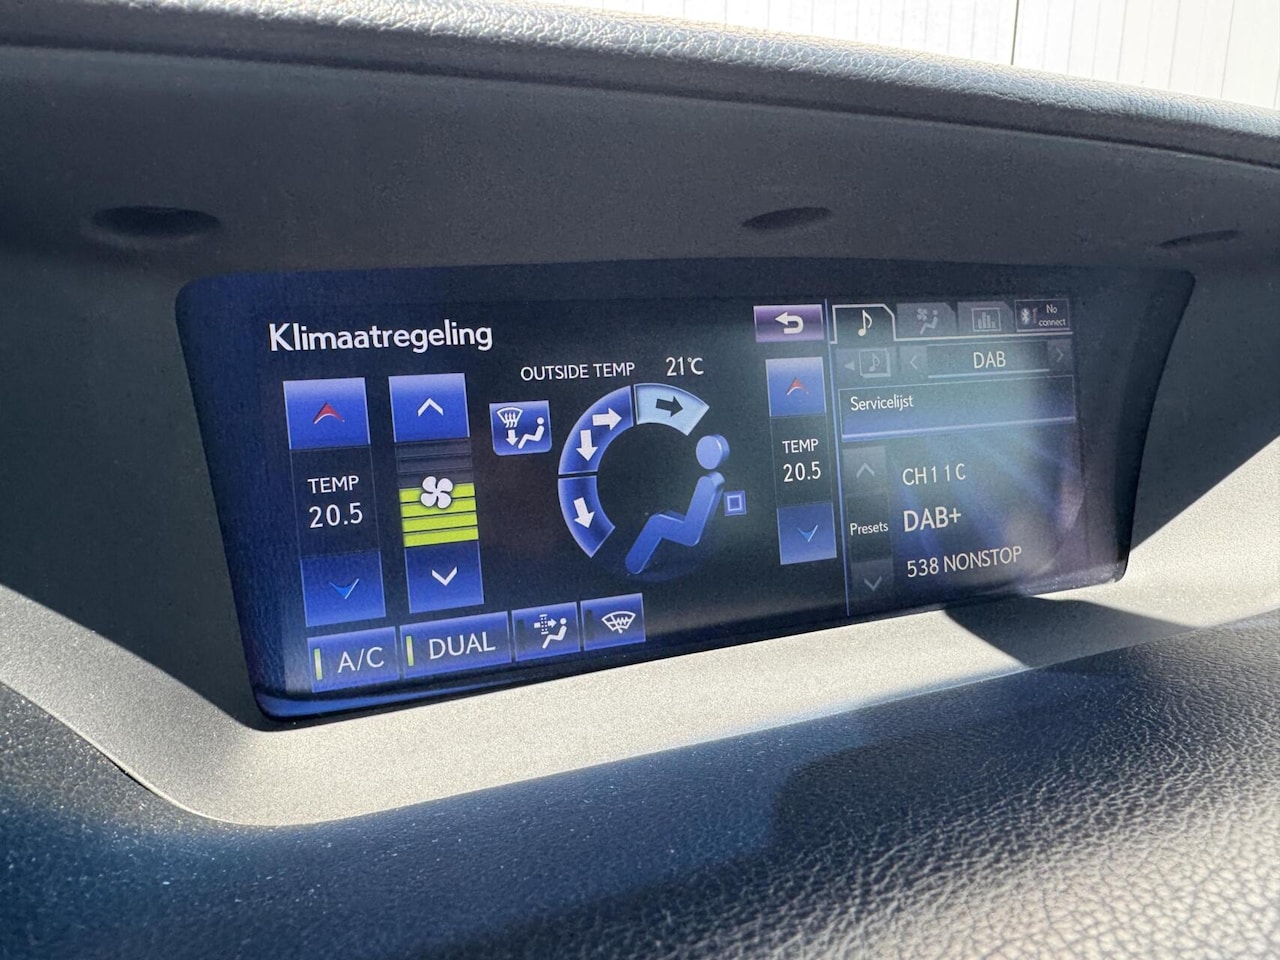 Klimaatregeling
OUTSIDE TEMP 21°C
TEMP
20.5
TEMP
20.5
A/C
DUAL
No
connect
DAB
Servicelijst
CH11C
Presets
DAB+
538 NONSTOP